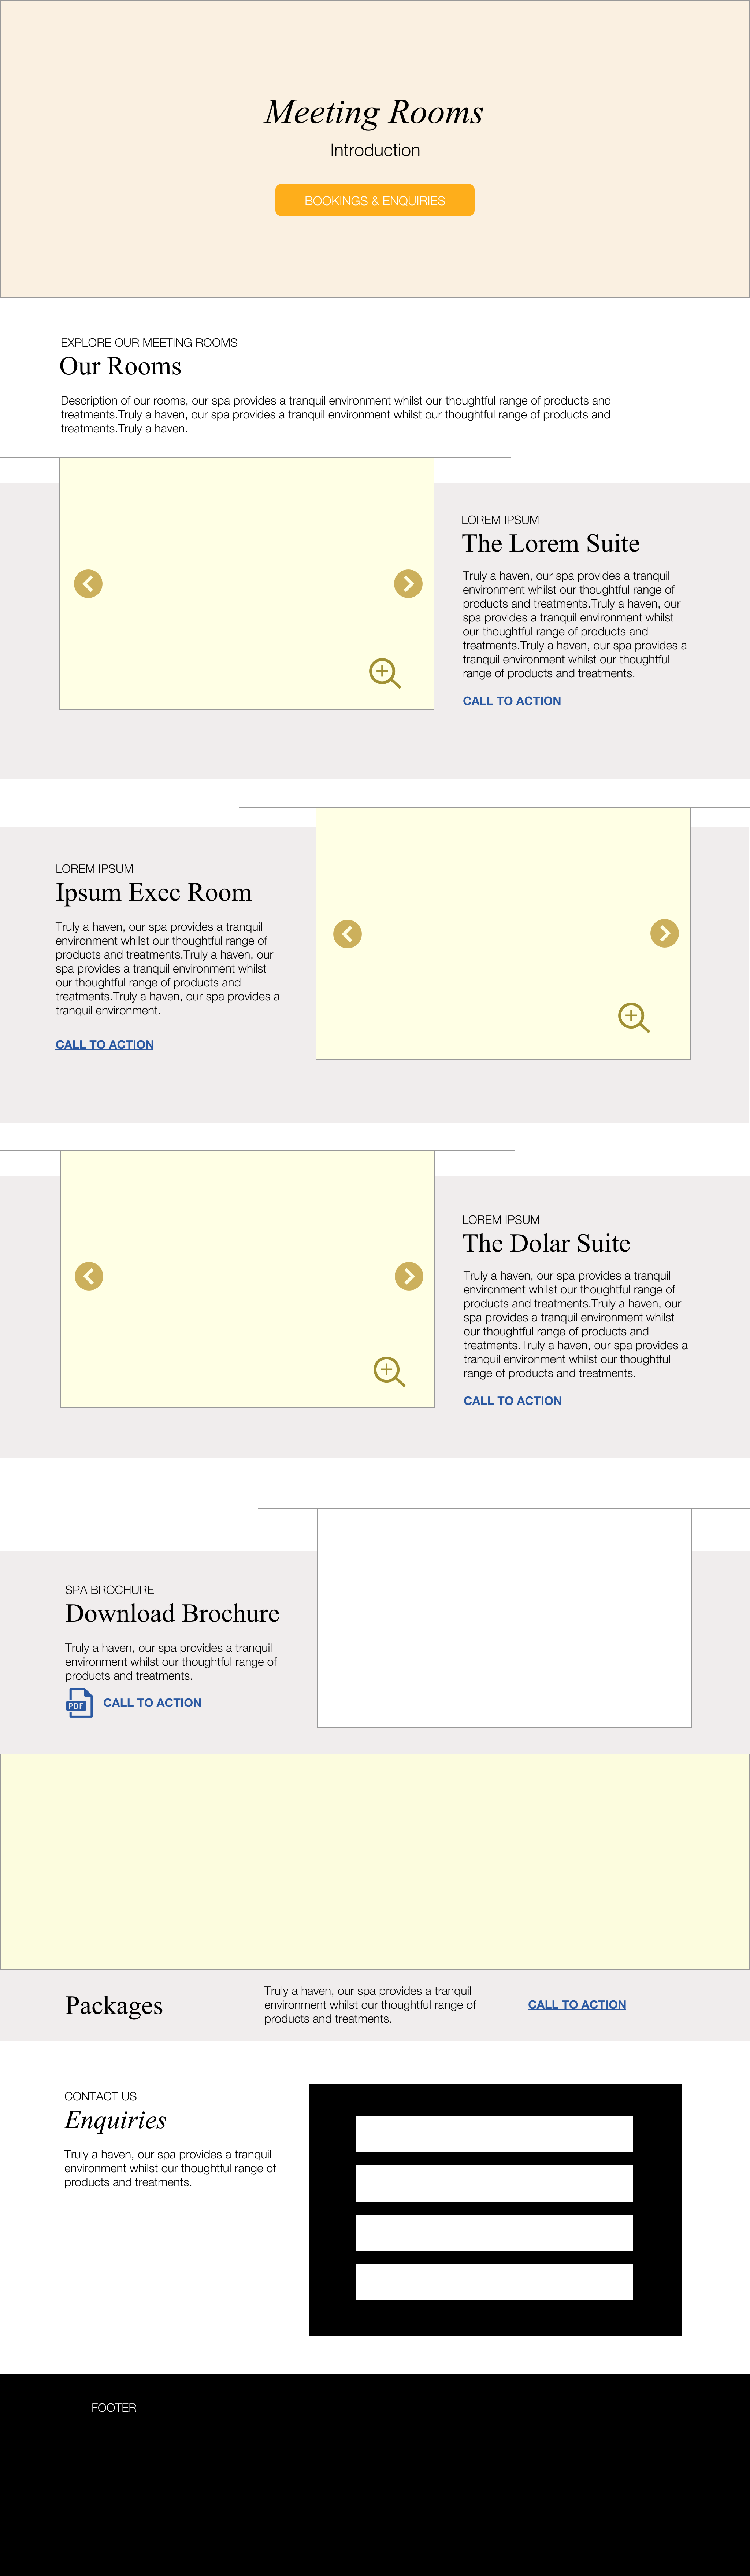 Meeting Rooms
Introduction
BOOKINGS & ENQUIRIES
EXPLORE OUR MEETING ROOMS
Our Rooms
Description of our rooms, our spa provides a tranquil environment whilst our thoughtful range of products and
treatments.Truly a haven, our spa provides a tranquil environment whilst our thoughtful range of products and
treatments.Truly a haven.
LOREM IPSUM
The Lorem Suite
Truly a haven, our spa provides a tranquil
environment whilst our thoughtful range of
products and treatments.Truly a haven, our
spa provides a tranquil environment whilst
our thoughtful range of products and
treatments.Truly a haven, our spa provides a
tranquil environment whilst our thoughtful
range of products and treatments.
CALL TO ACTION
LOREM IPSUM
Ipsum Exec Room
Truly a haven, our spa provides a tranquil
environment whilst our thoughtful range of
products and treatments.Truly a haven, our
spa provides a tranquil environment whilst
our thoughtful range of products and
treatments.Truly a haven, our spa provides a
tranquil environment.
CALL TO ACTION
LOREM IPSUM
The Dolar Suite
Truly a haven, our spa provides a tranquil
environment whilst our thoughtful range of
products and treatments.Truly a haven, our
spa provides a tranquil environment whilst
our thoughtful range of products and
treatments.Truly a haven, our spa provides a
tranquil environment whilst our thoughtful
range of products and treatments.
CALL TO ACTION
SPA BROCHURE
Download Brochure
Truly a haven, our spa provides a tranquil
environment whilst our thoughtful range of
products and treatments.
PDF
CALL TO ACTION
Packages
Truly a haven, our spa provides a tranquil
environment whilst our thoughtful range of
products and treatments.
CALL TO ACTION
CONTACT US
Enquiries
Truly a haven, our spa provides a tranquil
environment whilst our thoughtful range of
products and treatments.
FOOTER